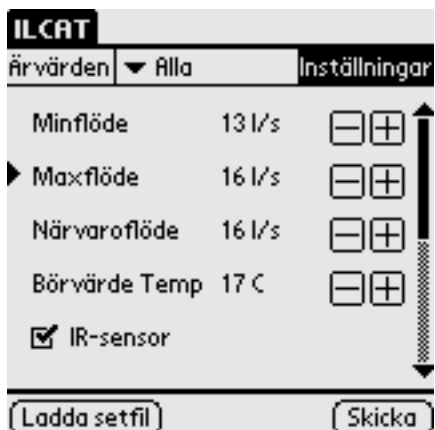 ILCAT
Ärvärden Alla Inställningar
Minflöde 13 l/s
Maxflöde 16 l/s
Närvaroflöde 16 l/s
Börvärde Temp 17 C
IR-sensor
Ladda setfil Skicka